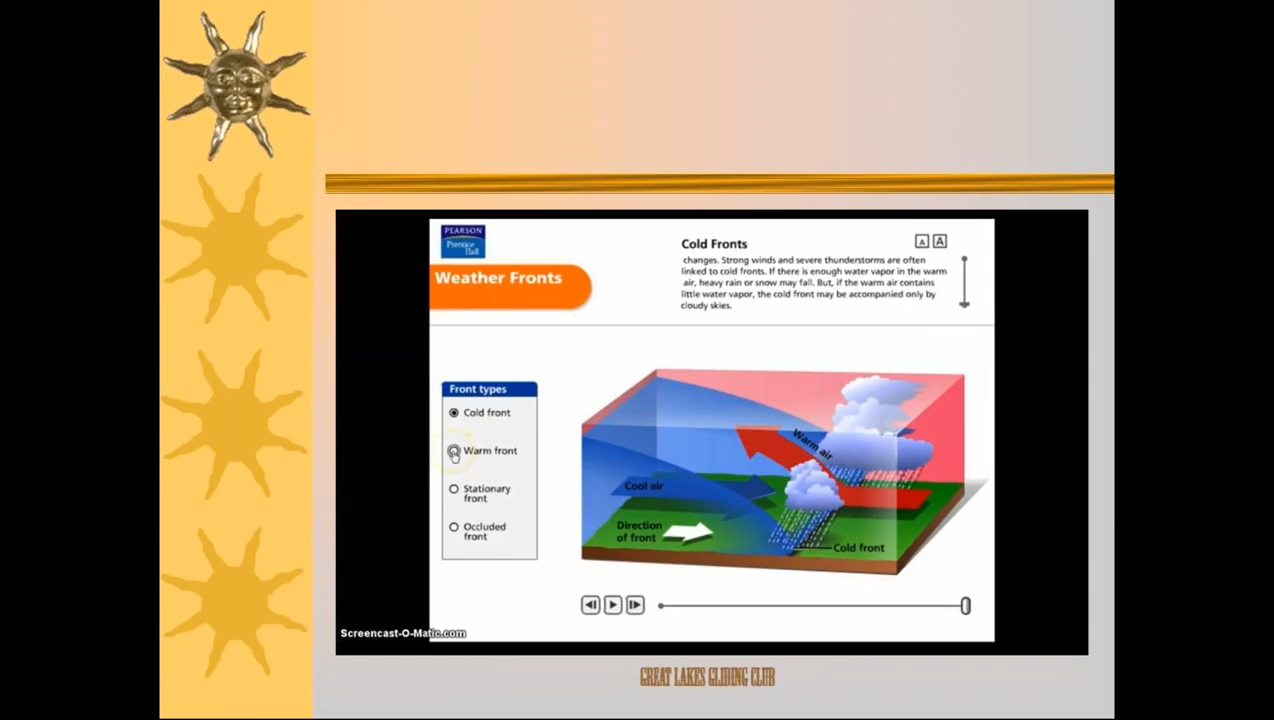 PEARSON
Prentice
Hall
Weather Fronts
Cold Fronts
A A
changes. Strong winds and severe thunderstorms are often
linked to cold fronts. If there is enough water vapor in the warm
air, heavy rain or snow may fall. But, if the warm air contains
little water vapor, the cold front may be accompanied only by
cloudy skies.
Front types
Cold front
Warm front
Stationary
front
Occluded
front
Warm air
Cool air
Direction
of front
Cold front
Screencast-O-Matic.com
GREAT LAKES GLIDING CLUB